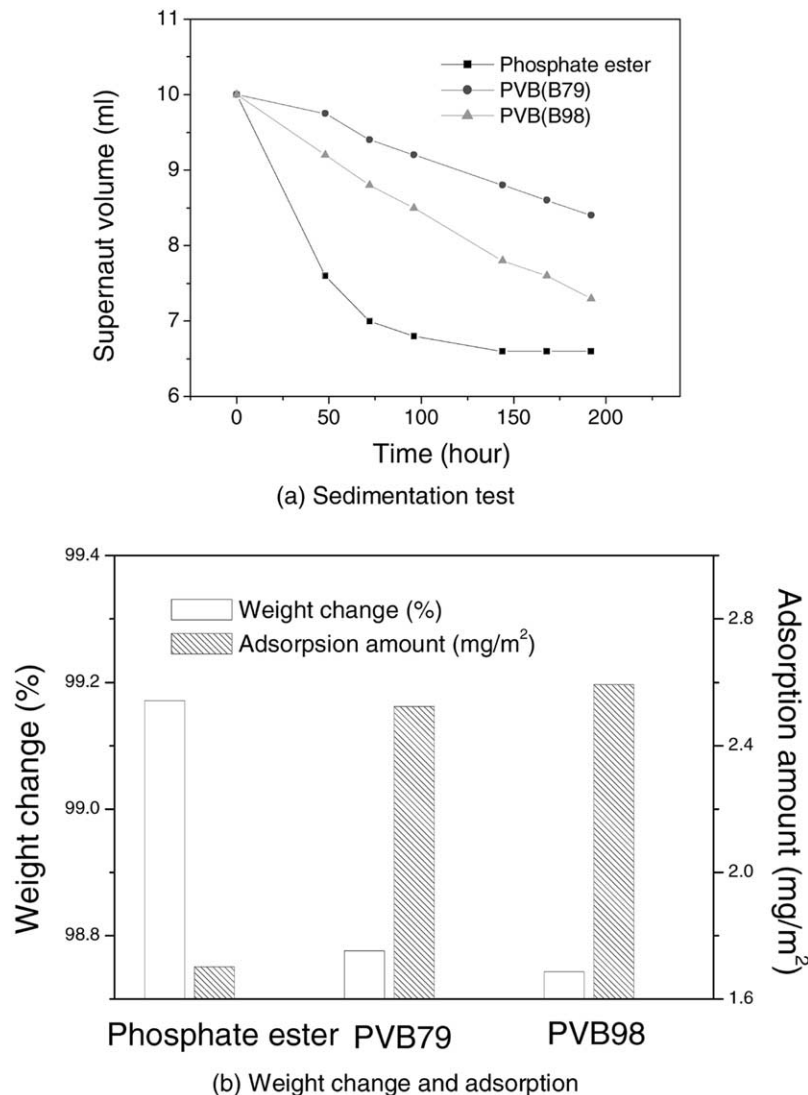 11
10
9
8
7
6
Supernaut volume (ml)
Phosphate ester
PVB(B79)
PVB(B98)
0 50 100 150 200
Time (hour)
(a) Sedimentation test
99.4
99.2
99.0
98.8
Weight change (%)
Weight change (%)
Adsorpsion amount (mg/m²)
2.8
2.4
2.0
1.6
Adsorption amount (mg/m²)
Phosphate ester PVB79 PVB98
(b) Weight change and adsorption